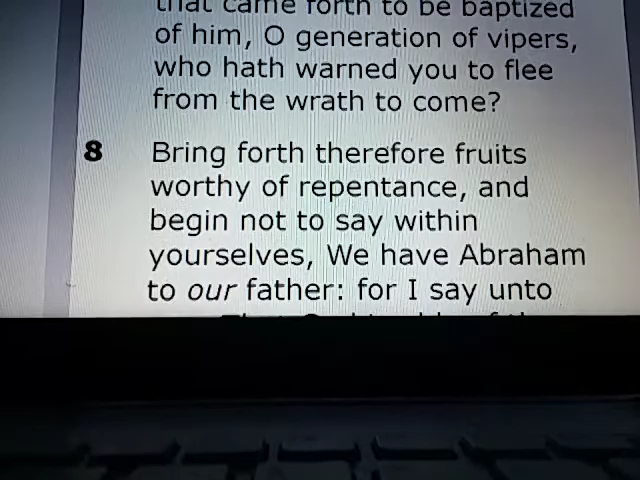 that came forth to be baptized
of him, O generation of vipers,
who hath warned you to flee
from the wrath to come?
8 Bring forth therefore fruits
worthy of repentance, and
begin not to say within
yourselves, We have Abraham
to our father: for I say unto